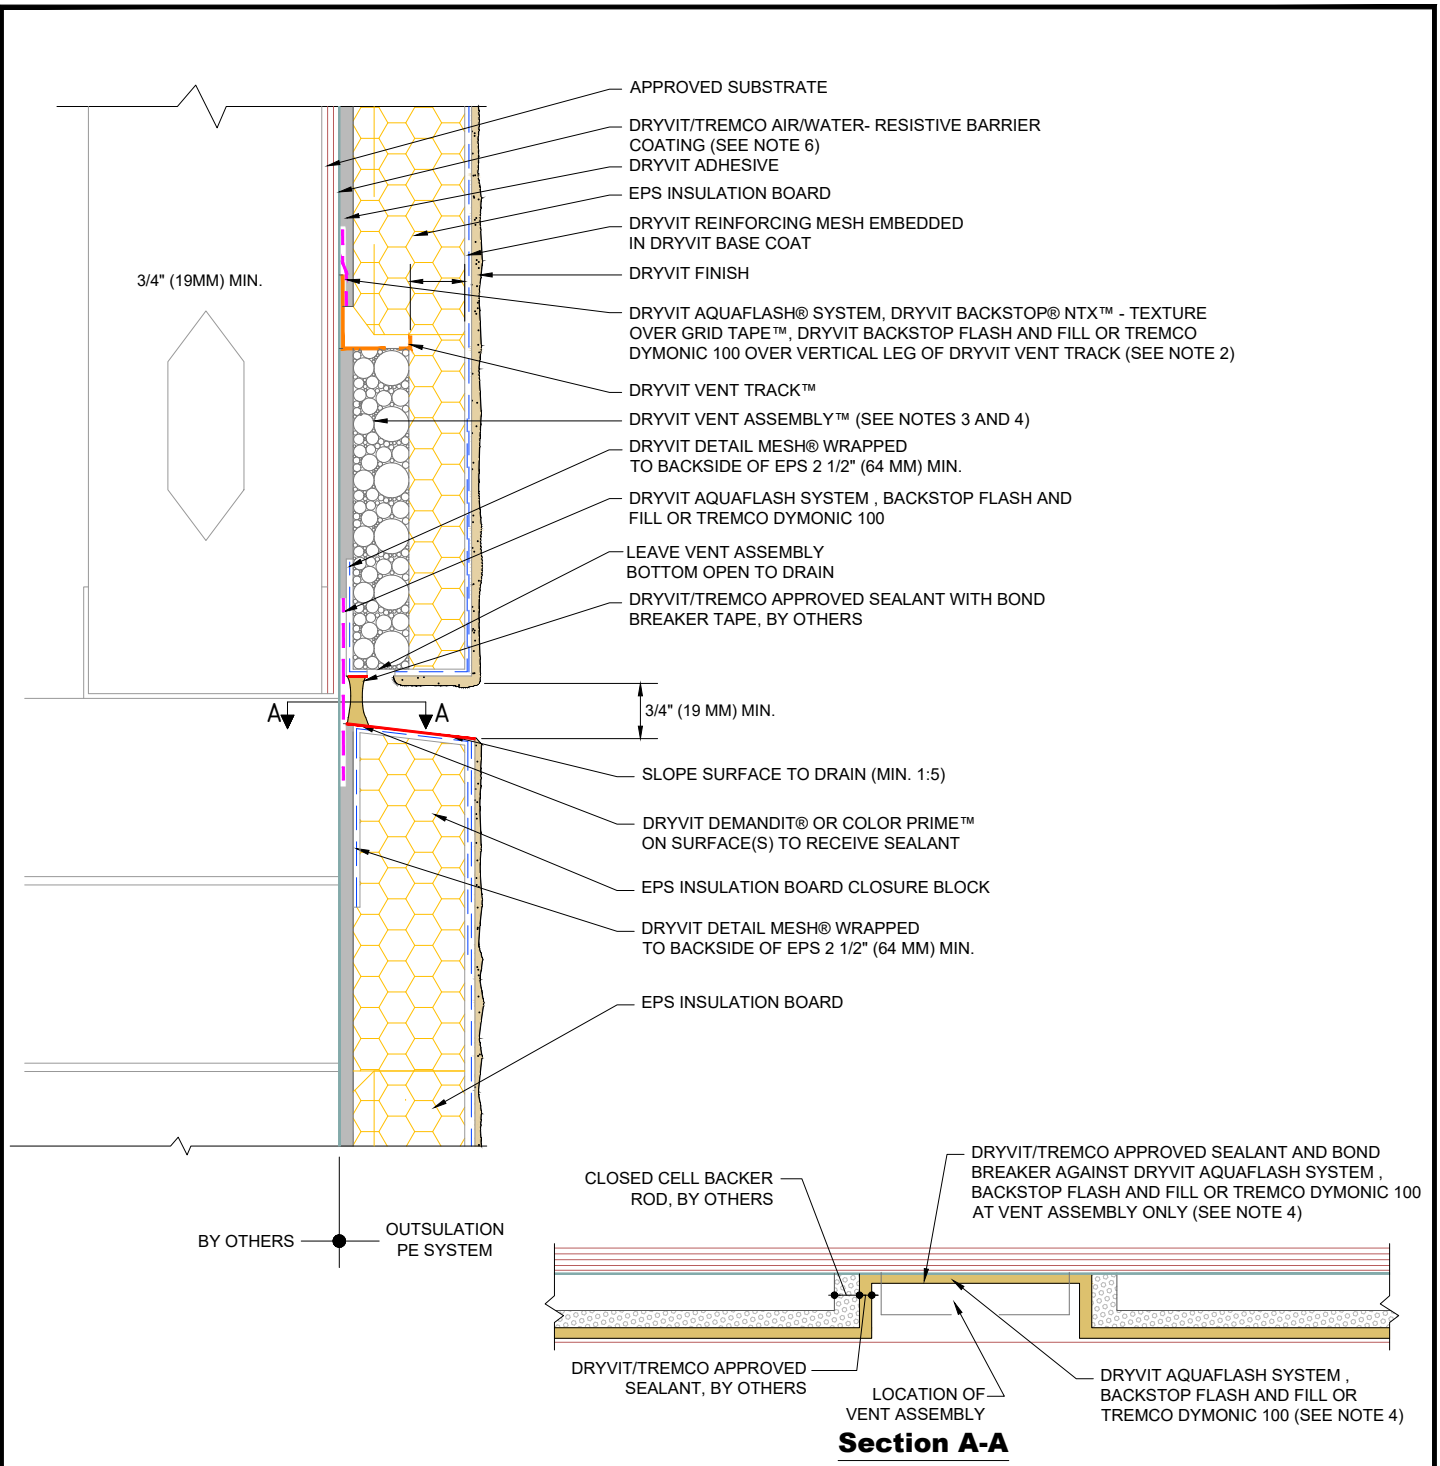 APPROVED SUBSTRATE
DRYVIT/TREMCO AIR/WATER- RESISTIVE BARRIER
COATING (SEE NOTE 6)
DRYVIT ADHESIVE
EPS INSULATION BOARD
DRYVIT REINFORCING MESH EMBEDDED
IN DRYVIT BASE COAT
DRYVIT FINISH
3/4" (19MM) MIN.
DRYVIT AQUAFLASH® SYSTEM, DRYVIT BACKSTOP® NTX™ - TEXTURE
OVER GRID TAPE™, DRYVIT BACKSTOP FLASH AND FILL OR TREMCO
DYMONIC 100 OVER VERTICAL LEG OF DRYVIT VENT TRACK (SEE NOTE 2)
DRYVIT VENT TRACK™
DRYVIT VENT ASSEMBLY™ (SEE NOTES 3 AND 4)
DRYVIT DETAIL MESH® WRAPPED
TO BACKSIDE OF EPS 2 1/2" (64 MM) MIN.
DRYVIT AQUAFLASH SYSTEM , BACKSTOP FLASH AND
FILL OR TREMCO DYMONIC 100
LEAVE VENT ASSEMBLY
BOTTOM OPEN TO DRAIN
DRYVIT/TREMCO APPROVED SEALANT WITH BOND
BREAKER TAPE, BY OTHERS
A
A
3/4" (19 MM) MIN.
SLOPE SURFACE TO DRAIN (MIN. 1:5)
DRYVIT DEMANDIT® OR COLOR PRIME™
ON SURFACE(S) TO RECEIVE SEALANT
EPS INSULATION BOARD CLOSURE BLOCK
DRYVIT DETAIL MESH® WRAPPED
TO BACKSIDE OF EPS 2 1/2" (64 MM) MIN.
EPS INSULATION BOARD
BY OTHERS
OUTSULATION
PE SYSTEM
CLOSED CELL BACKER
ROD, BY OTHERS
DRYVIT/TREMCO APPROVED SEALANT AND BOND
BREAKER AGAINST DRYVIT AQUAFLASH SYSTEM ,
BACKSTOP FLASH AND FILL OR TREMCO DYMONIC 100
AT VENT ASSEMBLY ONLY (SEE NOTE 4)
DRYVIT/TREMCO APPROVED
SEALANT, BY OTHERS
LOCATION OF
VENT ASSEMBLY
DRYVIT AQUAFLASH SYSTEM ,
BACKSTOP FLASH AND FILL OR
TREMCO DYMONIC 100 (SEE NOTE 4)
Section A-A